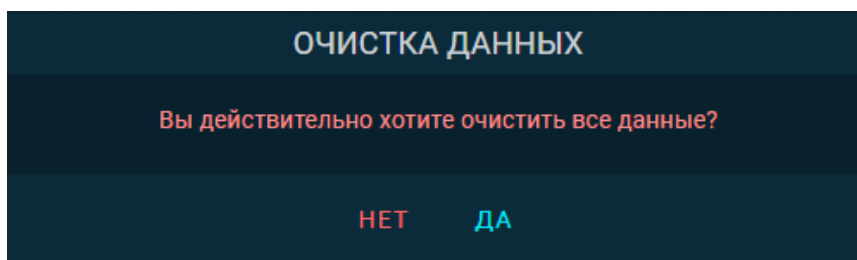 ОЧИСТКА ДАННЫХ
Вы действительно хотите очистить все данные?
НЕТ ДА